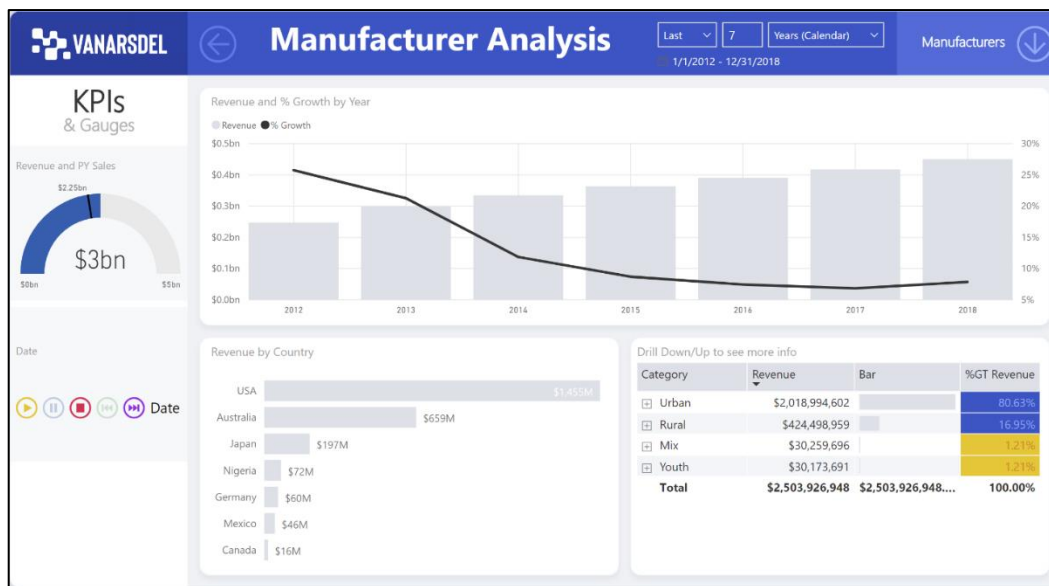 VANARSDEL
Manufacturer Analysis
Last
7
Years (Calendar)
1/1/2012 - 12/31/2018
Manufacturers
KPIs
& Gauges
Revenue and PY Sales
$2.25bn
$3bn
$0bn
$5bn
Date
Date
Revenue and % Growth by Year
Revenue % Growth
$0.5bn 30%
$0.4bn 25%
$0.3bn 20%
$0.2bn 15%
$0.1bn 10%
$0.0bn 5%
2012 2013 2014 2015 2016 2017 2018
Revenue by Country
USA $1,455M
Australia $659M
Japan $197M
Nigeria $72M
Germany $60M
Mexico $46M
Canada $16M
Drill Down/Up to see more info
Category Revenue Bar %GT Revenue
Urban $2,018,994,602 80.63%
Rural $424,498,959 16.95%
Mix $30,259,696 1.21%
Youth $30,173,691 1.21%
Total $2,503,926,948 $2,503,926,948.... 100.00%